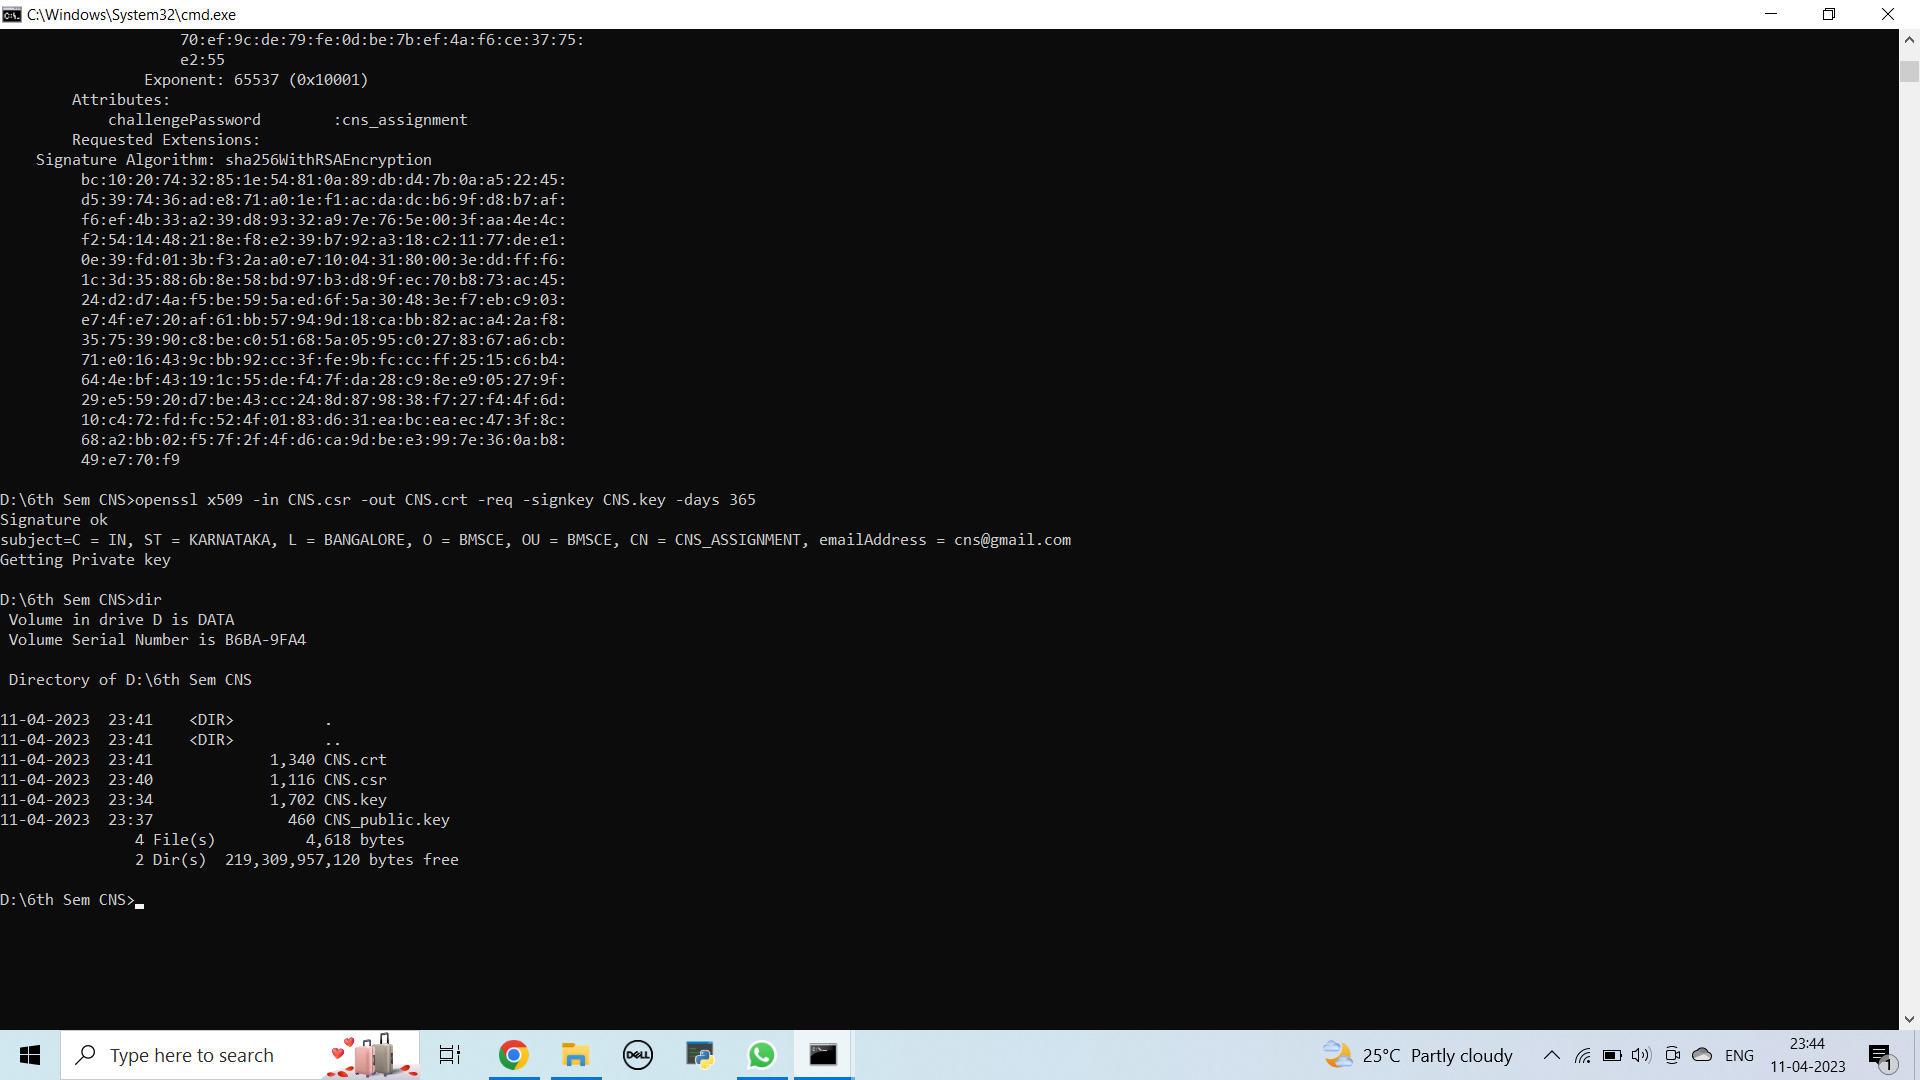 C:\Windows\System32\cmd.exe
70:ef:9c:de:79:fe:0d:be:7b:ef:4a:f6:ce:37:75:
e2:55
Exponent: 65537 (0x10001)
Attributes:
challengePassword        :cns_assignment
Requested Extensions:
Signature Algorithm: sha256WithRSAEncryption
bc:10:20:74:32:85:1e:54:81:0a:89:db:d4:7b:0a:a5:22:45:
d5:39:74:36:ad:e8:71:a0:1e:f1:ac:da:dc:b6:9f:d8:b7:af:
f6:ef:4b:33:a2:39:d8:93:32:a9:7e:76:5e:00:3f:aa:4e:4c:
f2:54:14:48:21:8e:f8:e2:39:b7:92:a3:18:c2:11:77:de:e1:
0e:39:fd:01:3b:f3:2a:a0:e7:10:04:31:80:00:3e:dd:ff:f6:
1c:3d:35:88:6b:8e:58:bd:97:b3:d8:9f:ec:70:b8:73:ac:45:
24:d2:d7:4a:f5:be:59:5a:ed:6f:5a:30:48:3e:f7:eb:c9:03:
e7:4f:e7:20:af:61:bb:57:94:9d:18:ca:bb:82:ac:a4:2a:f8:
35:75:39:90:c8:be:c0:51:68:5a:05:95:c0:27:83:67:a6:cb:
71:e0:16:43:9c:bb:92:cc:3f:fe:9b:fc:cc:ff:25:15:c6:b4:
64:4e:bf:43:19:1c:55:de:f4:7f:da:28:c9:8e:e9:05:27:9f:
29:e5:59:20:d7:be:43:cc:24:8d:87:98:38:f7:27:f4:4f:6d:
10:c4:72:fd:fc:52:4f:01:83:d6:31:ea:bc:ea:ec:47:3f:8c:
68:a2:bb:02:f5:7f:2f:4f:d6:ca:9d:be:e3:99:7e:36:0a:b8:
49:e7:70:f9
D:\6th Sem CNS>openssl x509 -in CNS.csr -out CNS.crt -req -signkey CNS.key -days 365
Signature ok
subject=C = IN, ST = KARNATAKA, L = BANGALORE, O = BMSCE, OU = BMSCE, CN = CNS_ASSIGNMENT, emailAddress = cns@gmail.com
Getting Private key
D:\6th Sem CNS>dir
Volume in drive D is DATA
Volume Serial Number is B6BA-9FA4
Directory of D:\6th Sem CNS
11-04-2023  23:41    <DIR>          .
11-04-2023  23:41    <DIR>          ..
11-04-2023  23:41             1,340 CNS.crt
11-04-2023  23:40             1,116 CNS.csr
11-04-2023  23:34             1,702 CNS.key
11-04-2023  23:37               460 CNS_public.key
4 File(s)          4,618 bytes
2 Dir(s)  219,309,957,120 bytes free
D:\6th Sem CNS>
Type here to search
DELL
25°C Partly cloudy
ENG
23:44
11-04-2023
1